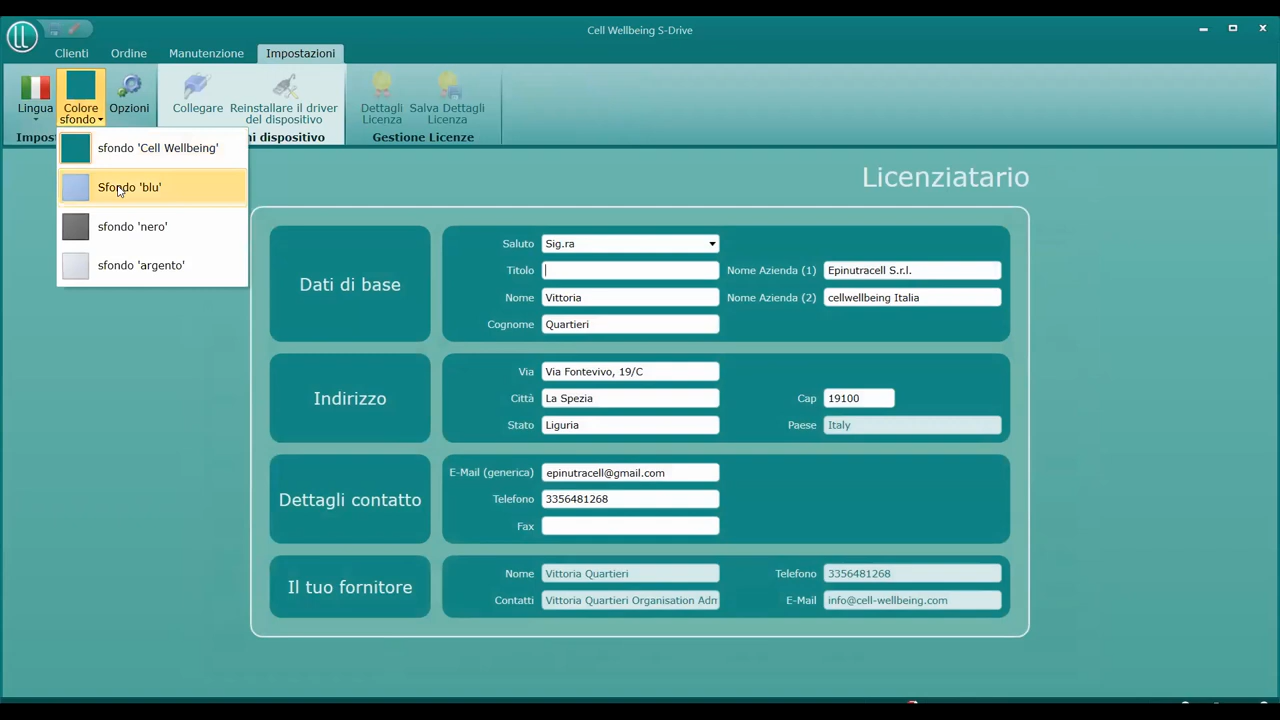 Cell Wellbeing S-Drive
Clienti
Ordine
Manutenzione
Impostazioni
Lingua
Colore sfondo
Opzioni
Collegare
Reinstallare il driver del dispositivo
Dettagli Licenza
Salva Dettagli Licenza
Gestione Licenze
sfondo 'Cell Wellbeing'
Sfondo 'blu'
sfondo 'nero'
sfondo 'argento'
Licenziatario
Dati di base
Saluto Sig.ra
Titolo
Nome Azienda (1) Epinutracell S.r.l.
Nome Vittoria
Nome Azienda (2) cellwellbeing Italia
Cognome Quartieri
Indirizzo
Via Via Fontevivo, 19/C
Città La Spezia
Cap 19100
Stato Liguria
Paese Italy
Dettagli contatto
E-Mail (generica) epinutracell@gmail.com
Telefono 3356481268
Fax
Il tuo fornitore
Nome Vittoria Quartieri
Telefono 3356481268
Contatti Vittoria Quartieri Organisation
E-Mail info@cell-wellbeing.com